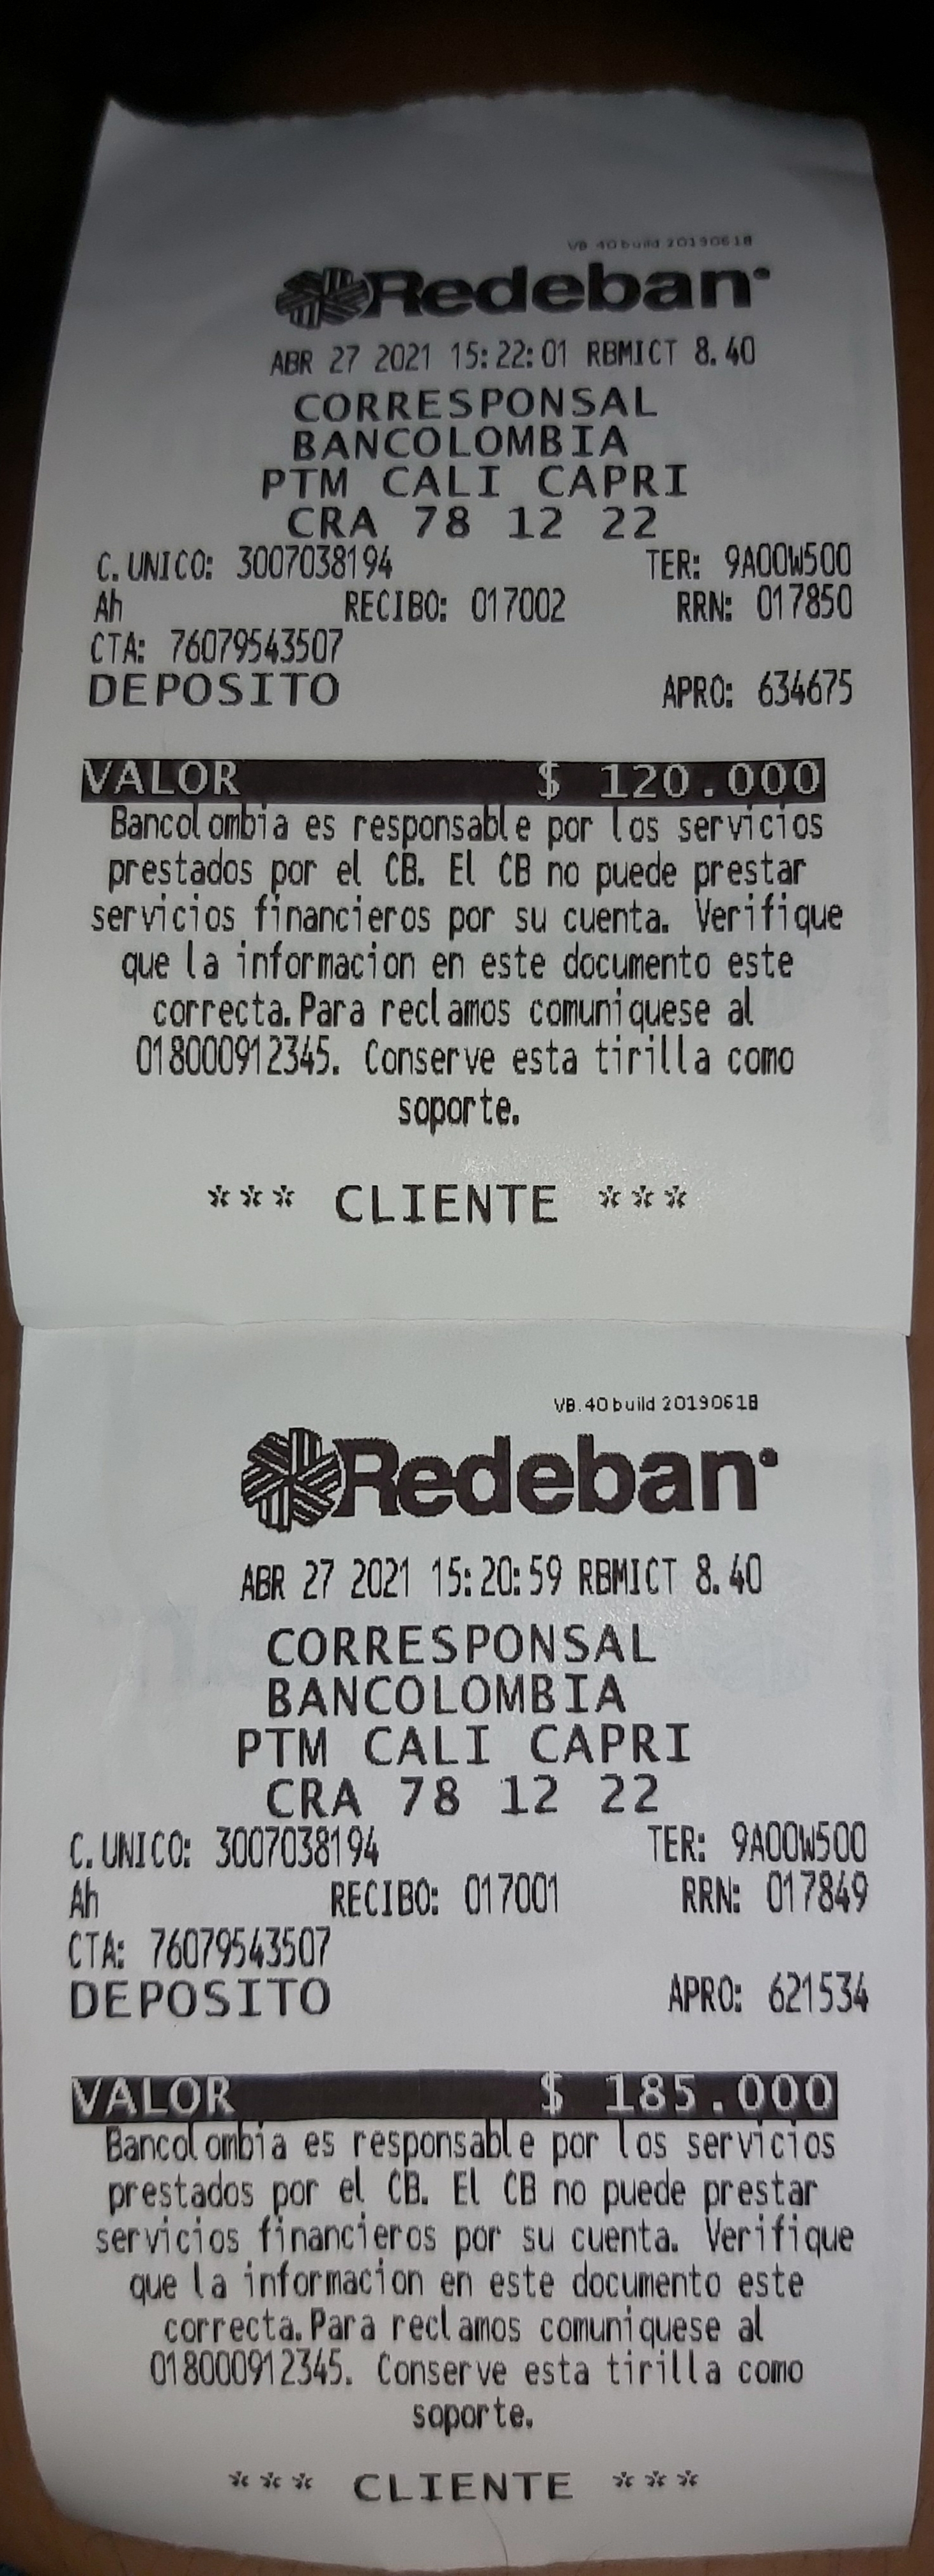 VB.40 build 20190618
Redeban
ABR 27 2021 15:22:01 RBMICT 8.40
CORRESPONSAL
BANCOLOMBIA
PTM CALI CAPRI
CRA 78 12 22
C.UNICO: 3007038194 TER: 9A00W500
Ah RECIBO: 017002 RRN: 017850
CTA: 76079543507
DEPOSITO APRO: 634675
VALOR $ 120.000
Bancolombia es responsable por los servicios
prestados por el CB. El CB no puede prestar
servicios financieros por su cuenta. Verifique
que la informacion en este documento este
correcta.Para reclamos comuniquese al
018000912345. Conserve esta tirilla como
soporte.
*** CLIENTE ***
VB.40 build 20190618
Redeban
ABR 27 2021 15:20:59 RBMICT 8.40
CORRESPONSAL
BANCOLOMBIA
PTM CALI CAPRI
CRA 78 12 22
C.UNICO: 3007038194 TER: 9A00W500
Ah RECIBO: 017001 RRN: 017849
CTA: 76079543507
DEPOSITO APRO: 621534
VALOR $ 185.000
Bancolombia es responsable por los servicios
prestados por el CB. El CB no puede prestar
servicios financieros por su cuenta. Verifique
que la informacion en este documento este
correcta.Para reclamos comuniquese al
018000912345. Conserve esta tirilla como
soporte.
*** CLIENTE ***